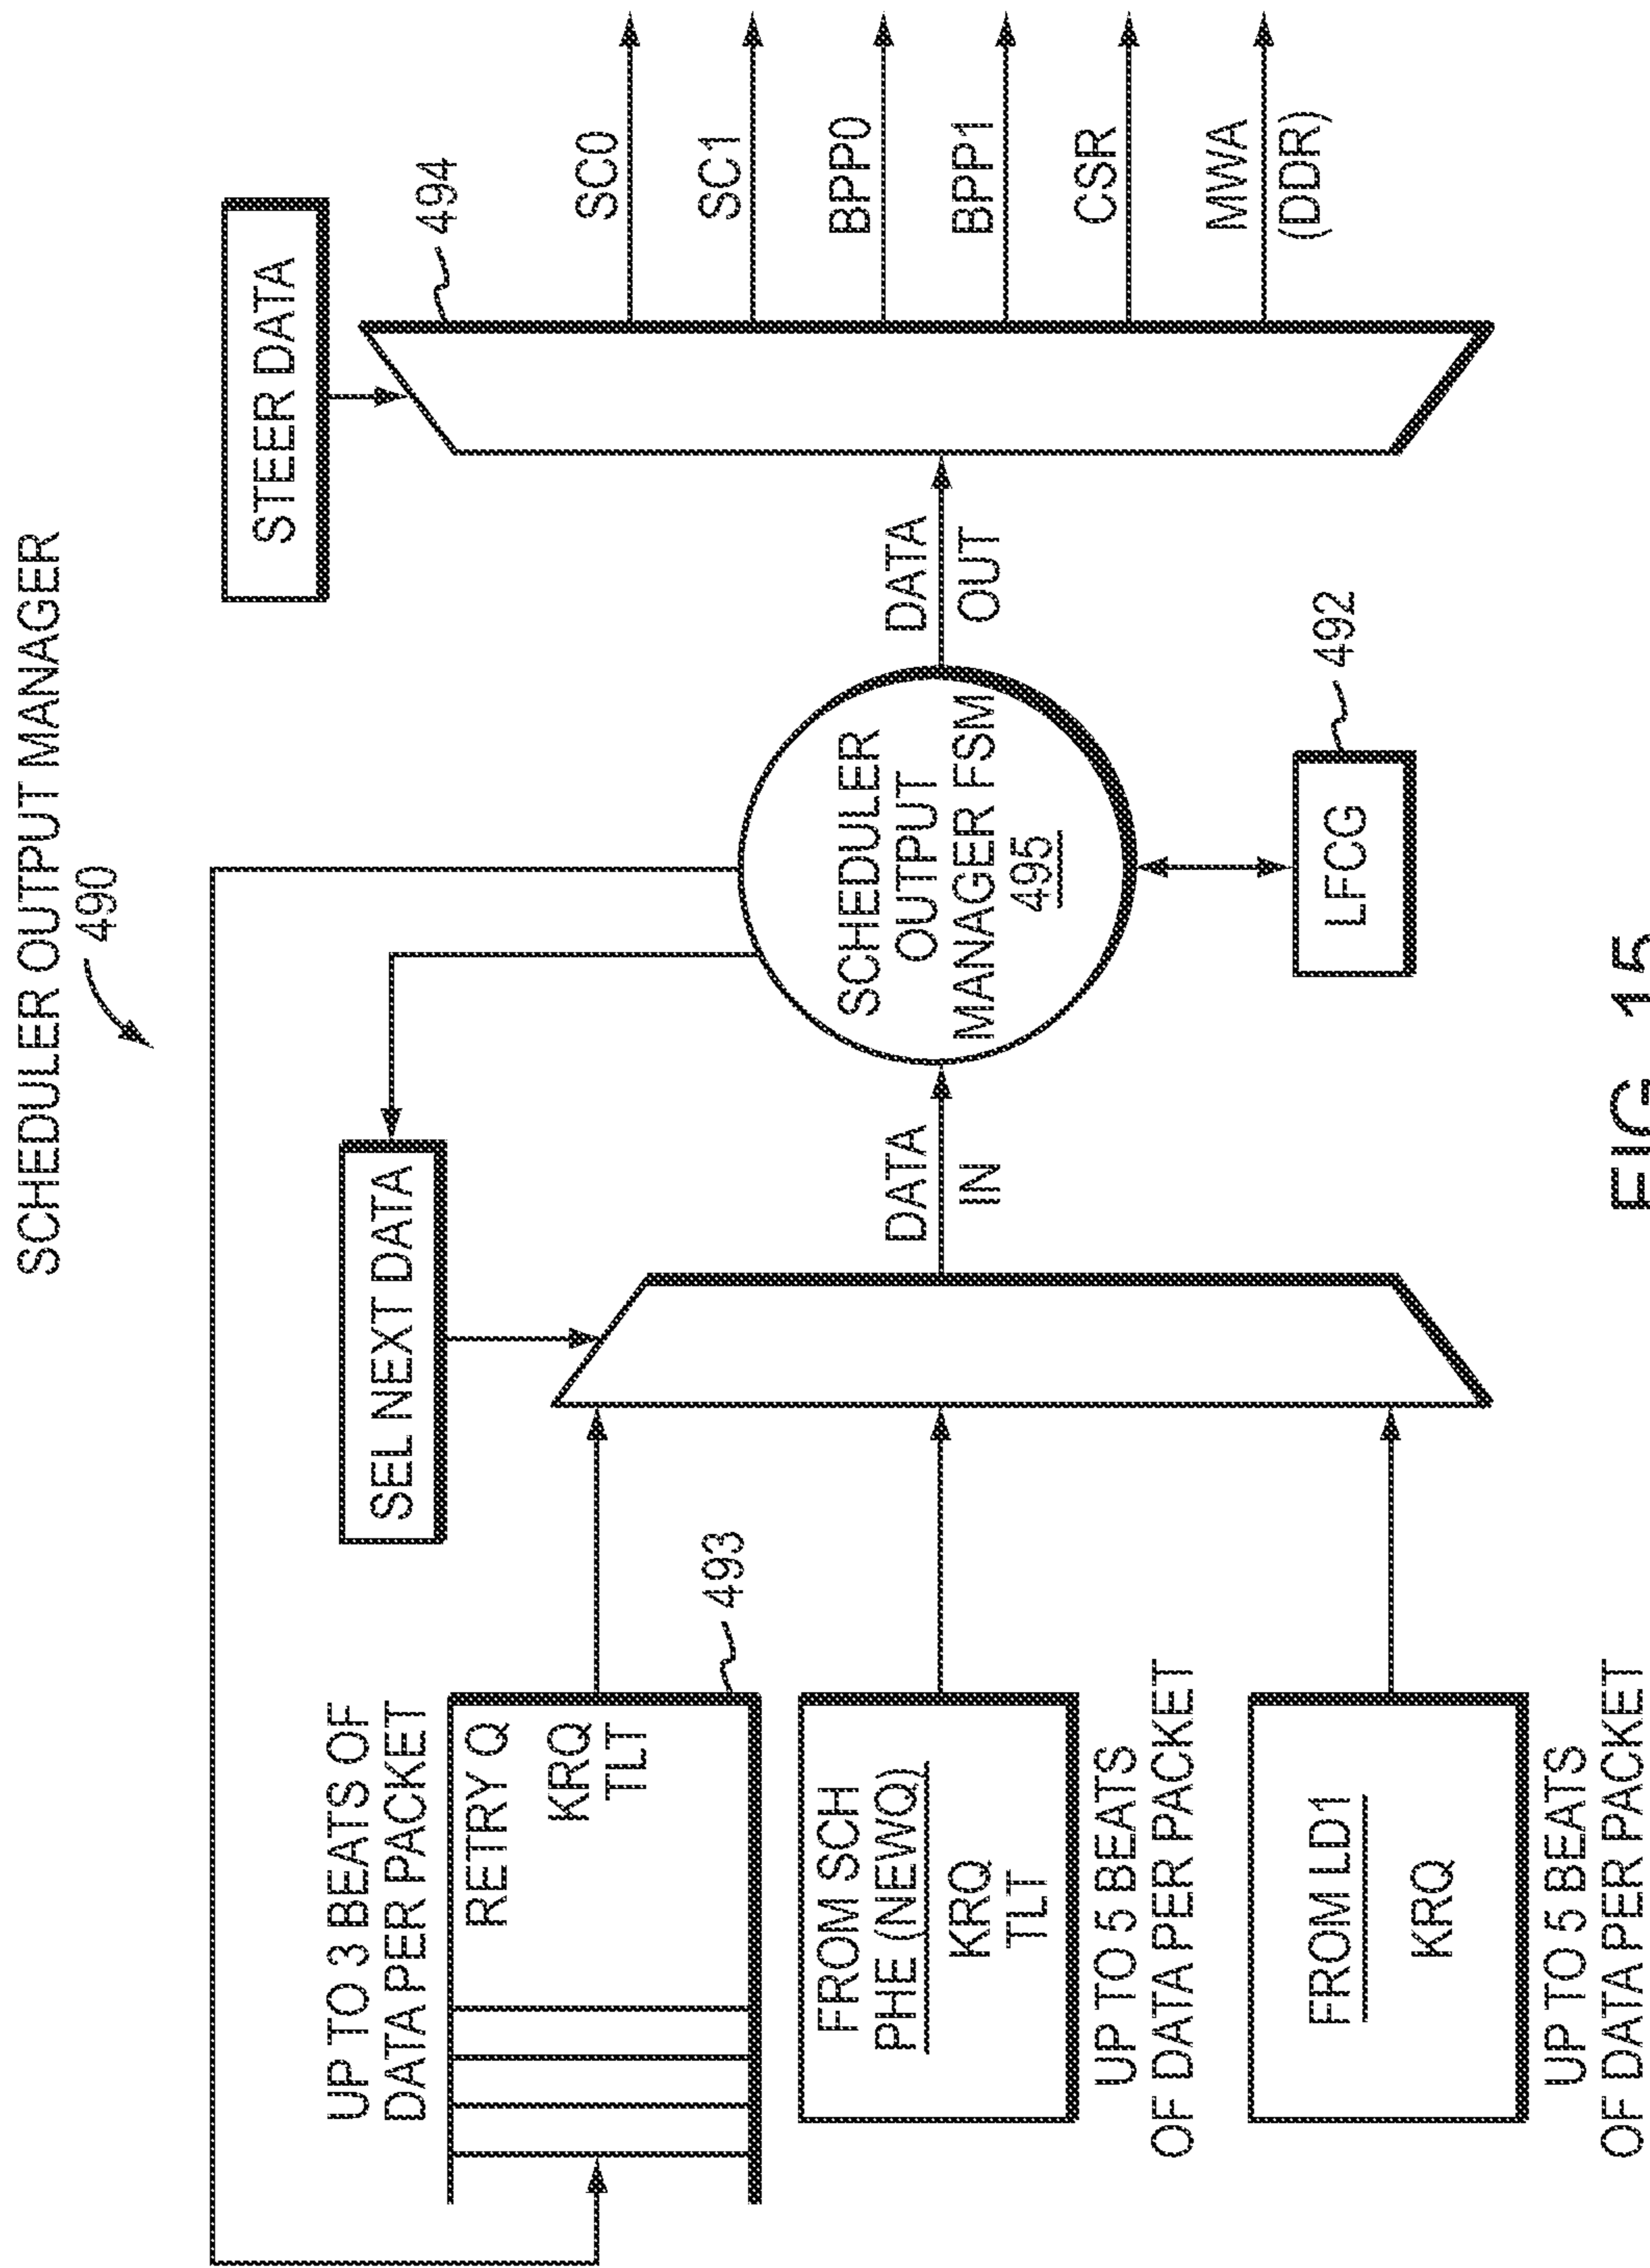 SCHEDULER OUTPUT MANAGER
490
STEER DATA
494
SC0
SC1
BPP0
BPP1
CSR
MWA
(DDR)
SEL NEXT DATA
UP TO 3 BEATS OF
DATA PER PACKET
RETRY Q
KRQ
TLT
493
FROM SCH
PHE (NEWQ)
KRQ
TLT
UP TO 5 BEATS
OF DATA PER PACKET
FROM LD1
KRQ
UP TO 5 BEATS
OF DATA PER PACKET
DATA
IN
SCHEDULER
OUTPUT
MANAGER FSM
495
DATA
OUT
LFCG
492
FIG. 15